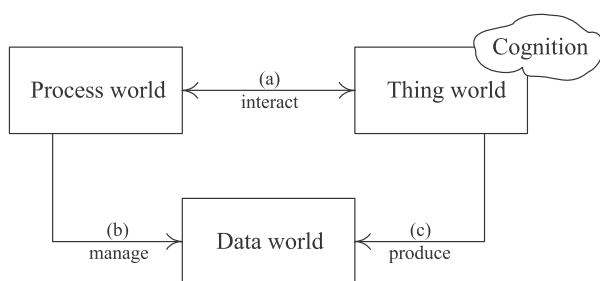 Cognition
Process world
(a)
interact
Thing world
(b)
manage
Data world
(c)
produce